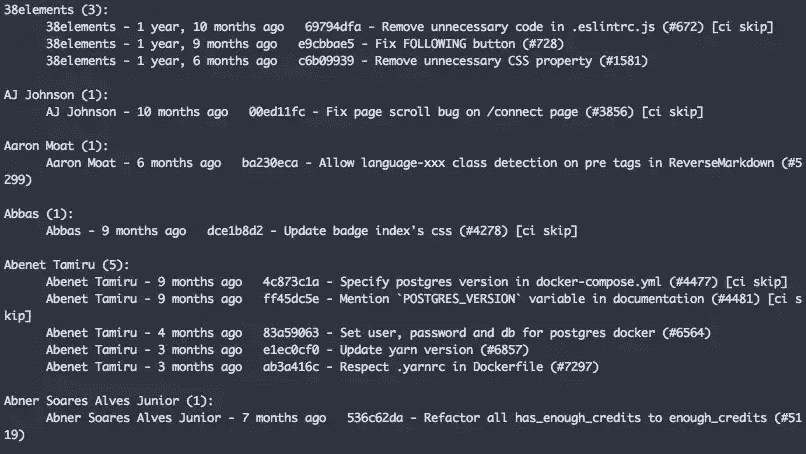 38elements (3):
38elements - 1 year, 10 months ago   69794dfa - Remove unnecessary code in .eslintrc.js (#672) [ci skip]
38elements - 1 year, 9 months ago   e9cbbae5 - Fix FOLLOWING button (#728)
38elements - 1 year, 6 months ago   c6b09939 - Remove unnecessary CSS property (#1581)
AJ Johnson (1):
AJ Johnson - 10 months ago   00ed11fc - Fix page scroll bug on /connect page (#3856) [ci skip]
Aaron Moat (1):
Aaron Moat - 6 months ago   ba230eca - Allow language-xxx class detection on pre tags in ReverseMarkdown (#5
299)
Abbas (1):
Abbas - 9 months ago   dce1b8d2 - Update badge index's css (#4278) [ci skip]
Abenet Tamiru (5):
Abenet Tamiru - 9 months ago   4c873c1a - Specify postgres version in docker-compose.yml (#4477) [ci skip]
Abenet Tamiru - 9 months ago   ff45dc5e - Mention `POSTGRES_VERSION` variable in documentation (#4481) [ci s
kip]
Abenet Tamiru - 4 months ago   83a59063 - Set user, password and db for postgres docker (#6564)
Abenet Tamiru - 3 months ago   e1ec0cf0 - Update yarn version (#6857)
Abenet Tamiru - 3 months ago   ab3a416c - Respect .yarnrc in Dockerfile (#7297)
Abner Soares Alves Junior (1):
Abner Soares Alves Junior - 7 months ago   536c62da - Refactor all has_enough_credits to enough_credits (#51
19)